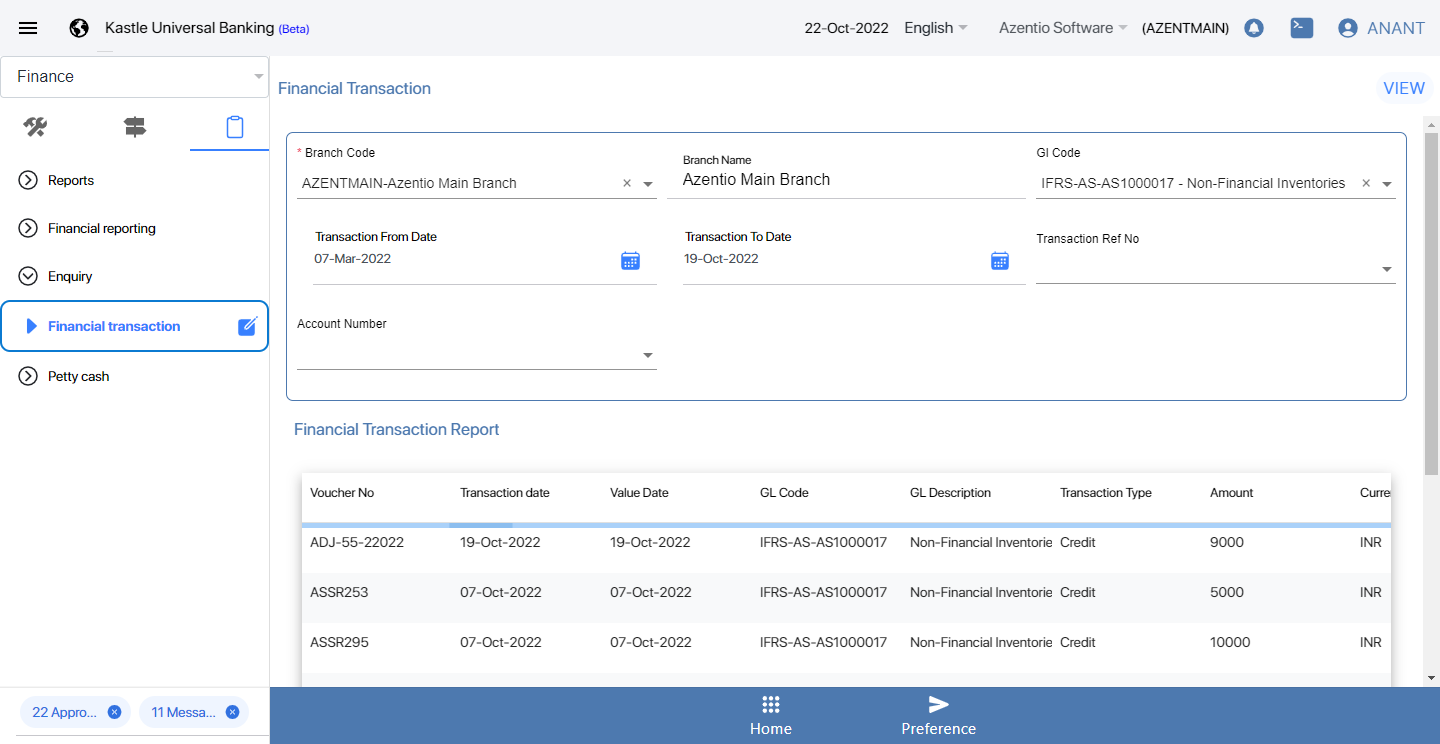 Kastle Universal Banking (Beta)
22-Oct-2022 English Azentio Software (AZENTMAIN) ANANT
Finance
Reports
Financial reporting
Enquiry
Financial transaction
Petty cash
22 Appro...
11 Messa...
Financial Transaction
VIEW
* Branch Code
AZENTMAIN-Azentio Main Branch
Branch Name
Azentio Main Branch
Gl Code
IFRS-AS-AS1000017 - Non-Financial Inventories
Transaction From Date
07-Mar-2022
Transaction To Date
19-Oct-2022
Transaction Ref No
Account Number
Financial Transaction Report
Voucher No Transaction date Value Date GL Code GL Description Transaction Type Amount Curre
ADJ-55-22022 19-Oct-2022 19-Oct-2022 IFRS-AS-AS1000017 Non-Financial Inventorie Credit 9000 INR
ASSR253 07-Oct-2022 07-Oct-2022 IFRS-AS-AS1000017 Non-Financial Inventorie Credit 5000 INR
ASSR295 07-Oct-2022 07-Oct-2022 IFRS-AS-AS1000017 Non-Financial Inventorie Credit 10000 INR
Home
Preference